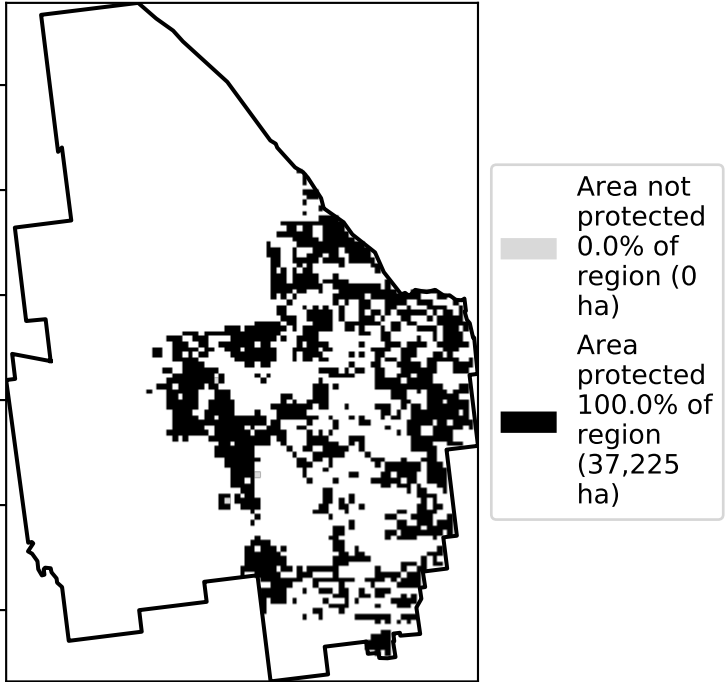 Area not
protected
0.0% of
region (0
ha)
Area
protected
100.0% of
region
(37,225
ha)